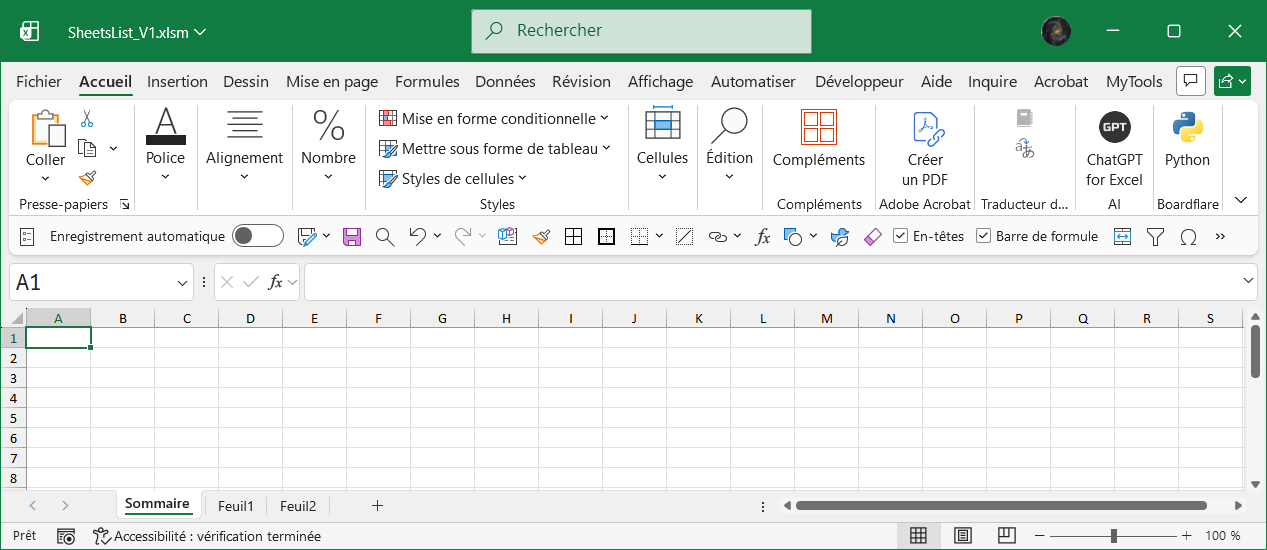 SheetsList_V1.xlsm
Rechercher
Fichier Accueil Insertion Dessin Mise en page Formules Données Révision Affichage Automatiser Développeur Aide Inquire Acrobat MyTools
Coller
Presse-papiers
Police
Alignement
Nombre
Mise en forme conditionnelle
Mettre sous forme de tableau
Styles de cellules
Styles
Cellules
Édition
Compléments
Compléments
Créer
un PDF
Adobe Acrobat
Traducteur d...
GPT
ChatGPT
for Excel
AI
Python
Boardflare
Enregistrement automatique
fx
En-têtes
Barre de formule
A1
fx
A B C D E F G H I J K L M N O P Q R S
1
2
3
4
5
6
7
8
Sommaire Feuil1 Feuil2
Prêt
Accessibilité : vérification terminée
100 %